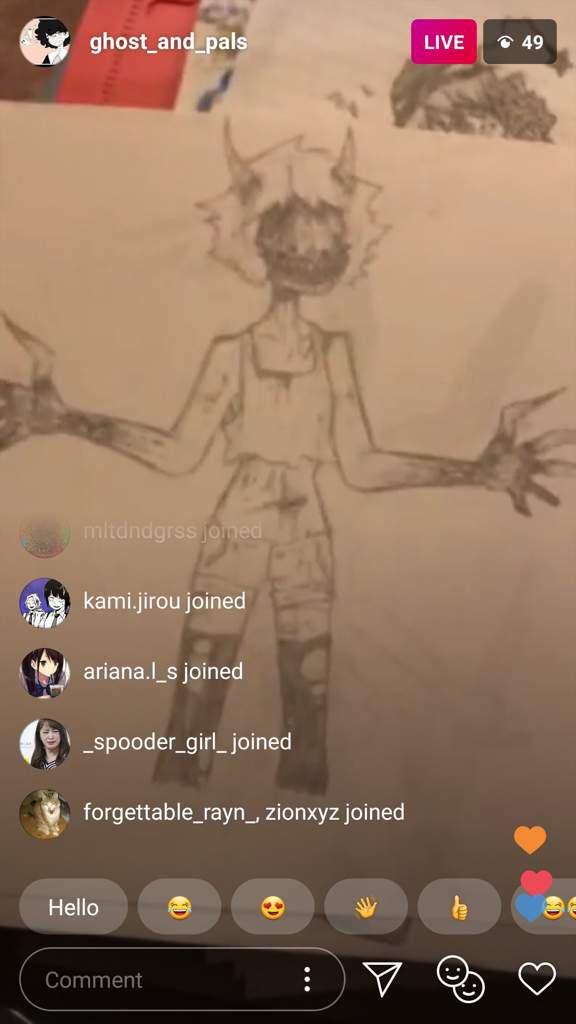 ghost_and_pals
LIVE
49
mltdndgrss joined
kami.jirou joined
ariana.l_s joined
_spooder_girl_ joined
forgettable_rayn_, zionxyz joined
Hello
Comment